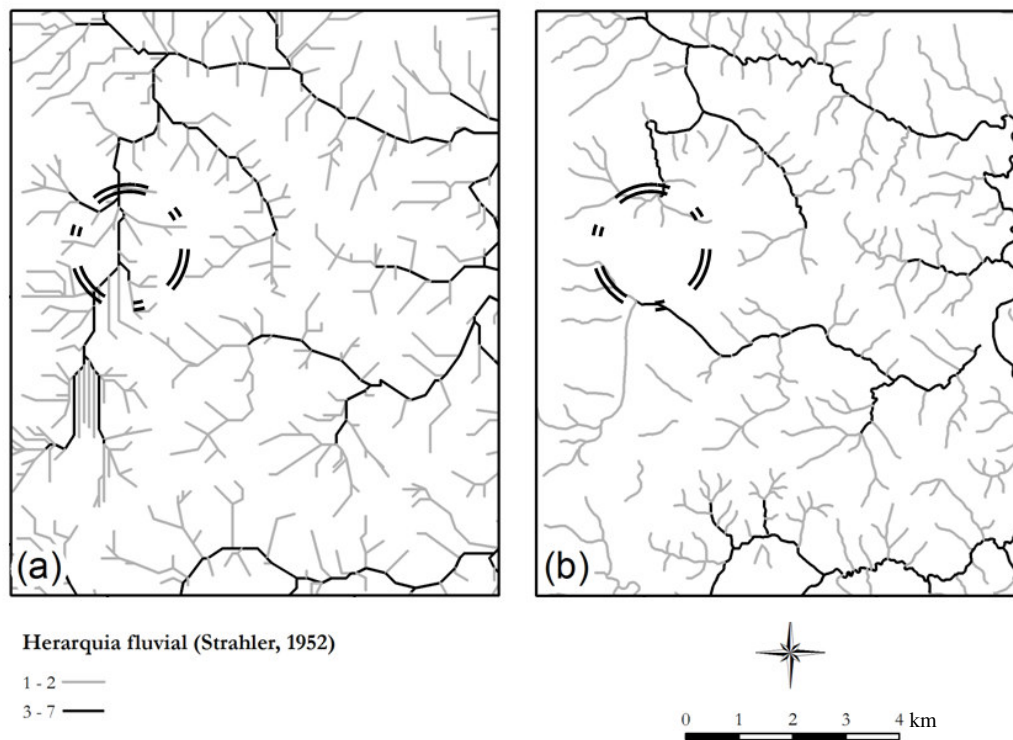 (a)
(b)
Herarquia fluvial (Strahler, 1952)
1 - 2
3 - 7
0 1 2 3 4 km